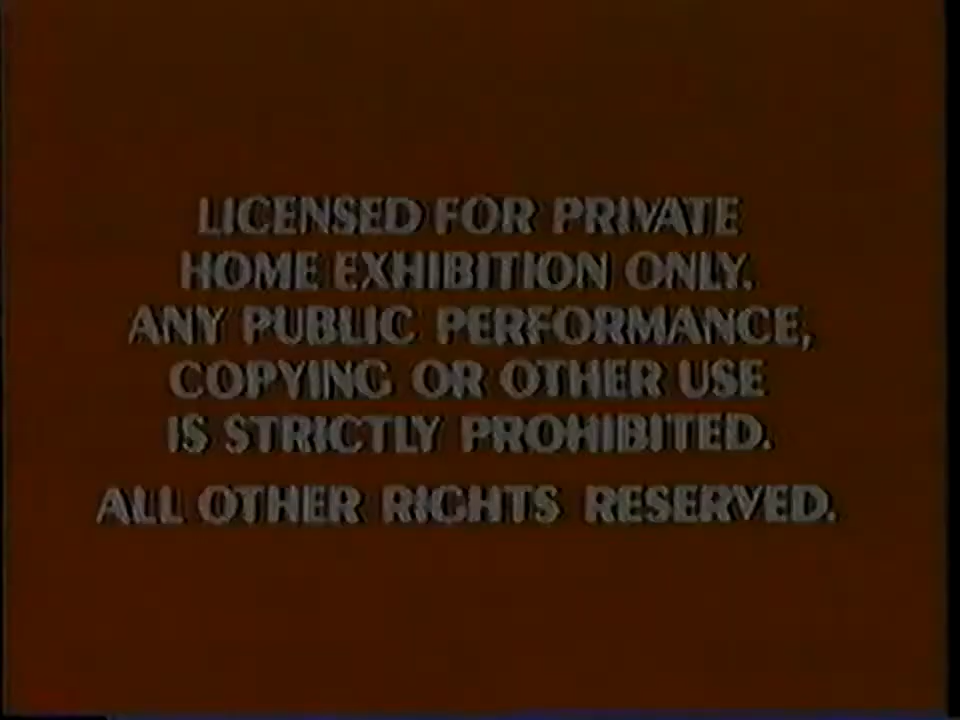 LICENSED FOR PRIVATE
HOME EXHIBITION ONLY.
ANY PUBLIC PERFORMANCE,
COPYING OR OTHER USE
IS STRICTLY PROHIBITED.
ALL OTHER RIGHTS RESERVED.